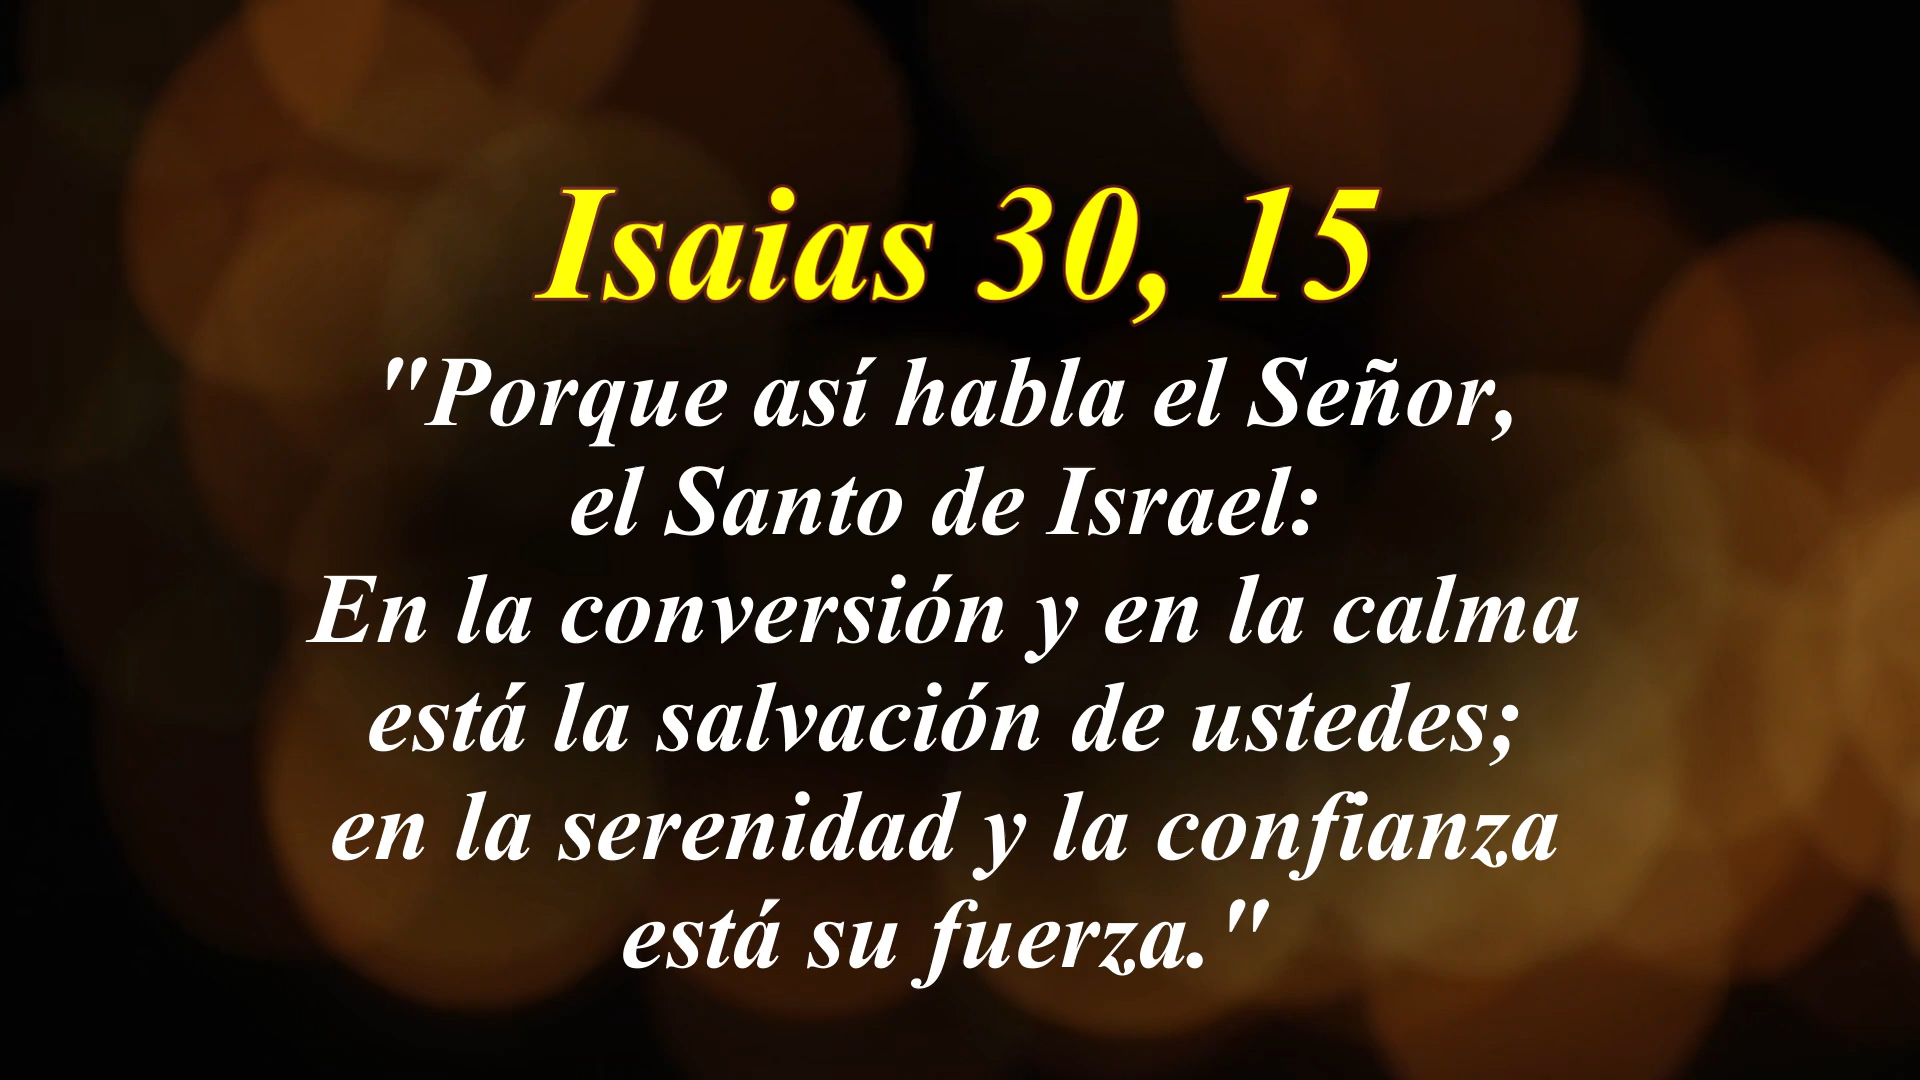 Isaias 30, 15
"Porque así habla el Señor,
el Santo de Israel:
En la conversión y en la calma
está la salvación de ustedes;
en la serenidad y la confianza
está su fuerza."